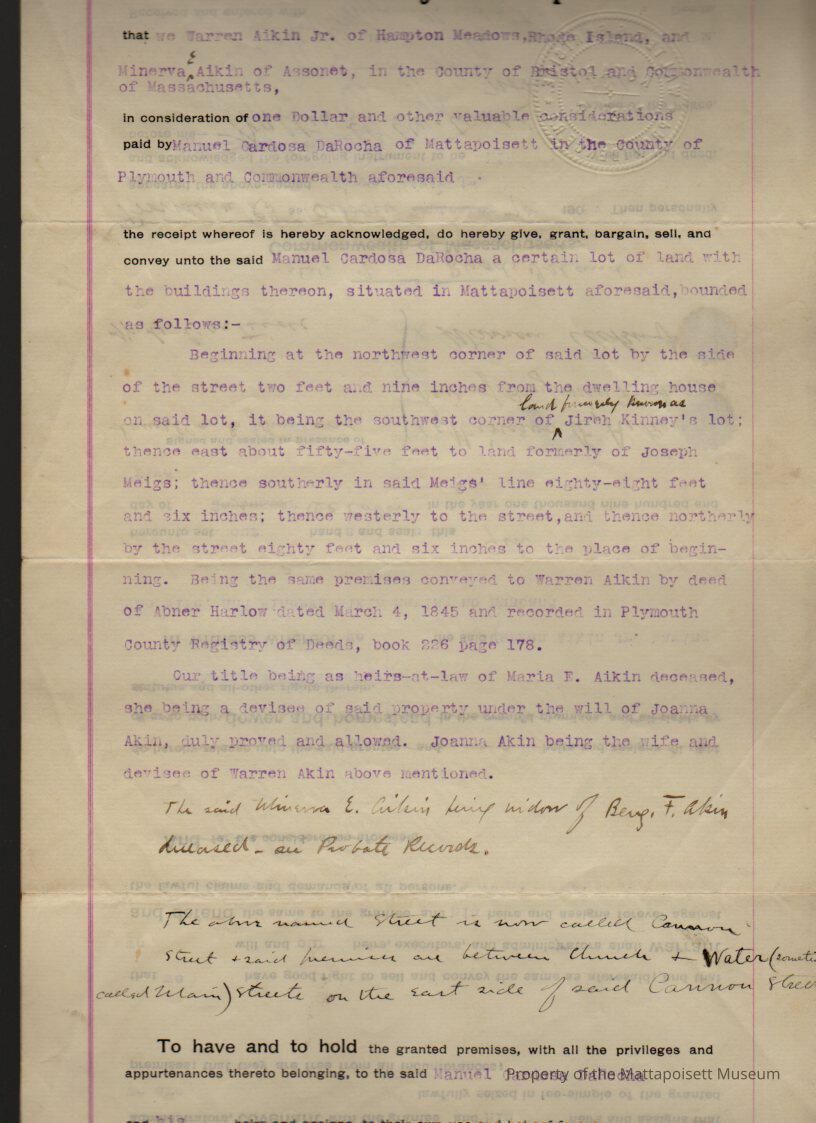 that we Warren Aikin Jr. of Hampton Meadows, Rhode Island, and
E
Minerva Aikin of Assonet, in the County of Bristol and Commonwealth
of Massachusetts,
in consideration of one Dollar and other valuable considerations
paid by Manuel Cardosa DaRocha of Mattapoisett in the County of
Plymouth and Commonwealth aforesaid
the receipt whereof is hereby acknowledged, do hereby give, grant, bargain, sell, and
convey unto the said Manuel Cardosa DaRocha a certain lot of land with
the buildings thereon, situated in Mattapoisett aforesaid, bounded
as follows:-
Beginning at the northwest corner of said lot by the side
of the street two feet and nine inches from the dwelling house
land formerly known as
on said lot, it being the southwest corner of Jireh Kinney's lot;
thence east about fifty-five feet to land formerly of Joseph
Meigs; thence southerly in said Meigs' line eighty-eight feet
and six inches; thence westerly to the street, and thence northerly
by the street eighty feet and six inches to the place of begin-
ning. Being the same premises conveyed to Warren Aikin by deed
of Abner Harlow dated March 4, 1845 and recorded in Plymouth
County Registry of Deeds, book 226 page 178.
Our title being as heirs-at-law of Maria E. Aikin deceased,
she being a devisee of said property under the will of Joanna
Akin, duly proved and allowed. Joanna Akin being the wife and
devisee of Warren Akin above mentioned.
The said Minerva E. Aikin being widow of Benj. F. Akin
deceased - see Probate Records.
The above named Street is now called Cannon
Street & said premises are between Church & Water (someti
called Main) Streets on the East side of said Cannon Stree
To have and to hold the granted premises, with all the privileges and
appurtenances thereto belonging, to the said Manuel Cardosa DaRocha
Property of the Mattapoisett Museum